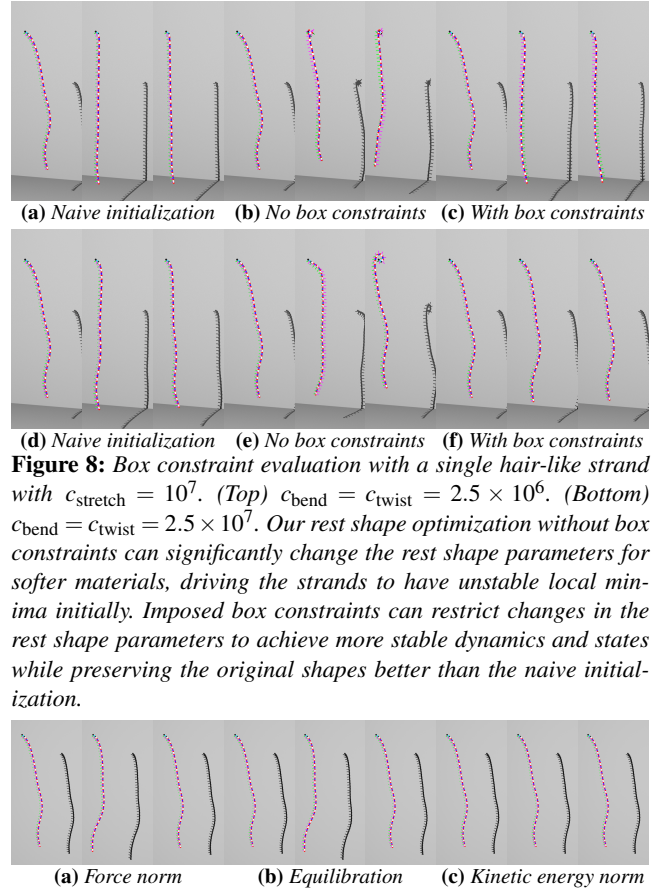 (a) Naive initialization (b) No box constraints (c) With box constraints
(d) Naive initialization (e) No box constraints (f) With box constraints
Figure 8: Box constraint evaluation with a single hair-like strand
with c_stretch = 10^7. (Top) c_bend = c_twist = 2.5 × 10^6. (Bottom)
c_bend = c_twist = 2.5 × 10^7. Our rest shape optimization without box
constraints can significantly change the rest shape parameters for
softer materials, driving the strands to have unstable local min-
ima initially. Imposed box constraints can restrict changes in the
rest shape parameters to achieve more stable dynamics and states
while preserving the original shapes better than the naive initial-
ization.
(a) Force norm (b) Equilibration (c) Kinetic energy norm